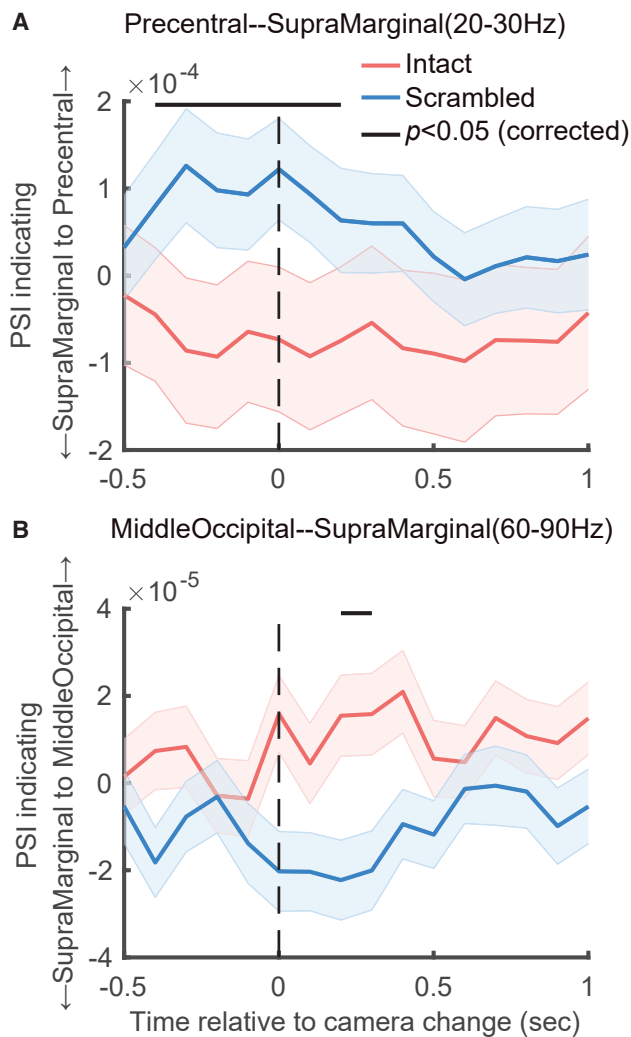 A
Precentral--SupraMarginal(20-30Hz)
×10-4
Intact
Scrambled
p<0.05 (corrected)
PSI indicating
←SupraMarginal to Precentral→
2
1
0
-1
-2
-0.5
0
0.5
1
B
MiddleOccipital--SupraMarginal(60-90Hz)
×10-5
PSI indicating
←SupraMarginal to MiddleOccipital→
4
2
0
-2
-4
-0.5
0
0.5
1
Time relative to camera change (sec)